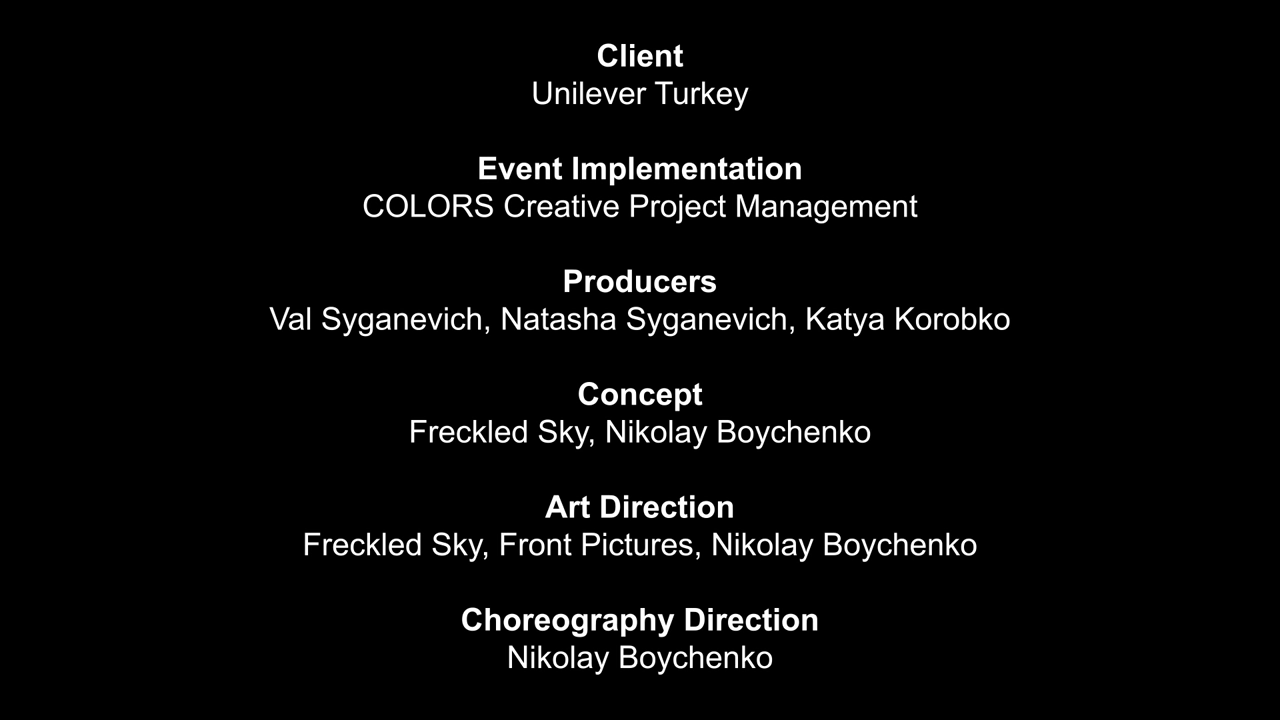 Client
Unilever Turkey
Event Implementation
COLORS Creative Project Management
Producers
Val Syganevich, Natasha Syganevich, Katya Korobko
Concept
Freckled Sky, Nikolay Boychenko
Art Direction
Freckled Sky, Front Pictures, Nikolay Boychenko
Choreography Direction
Nikolay Boychenko